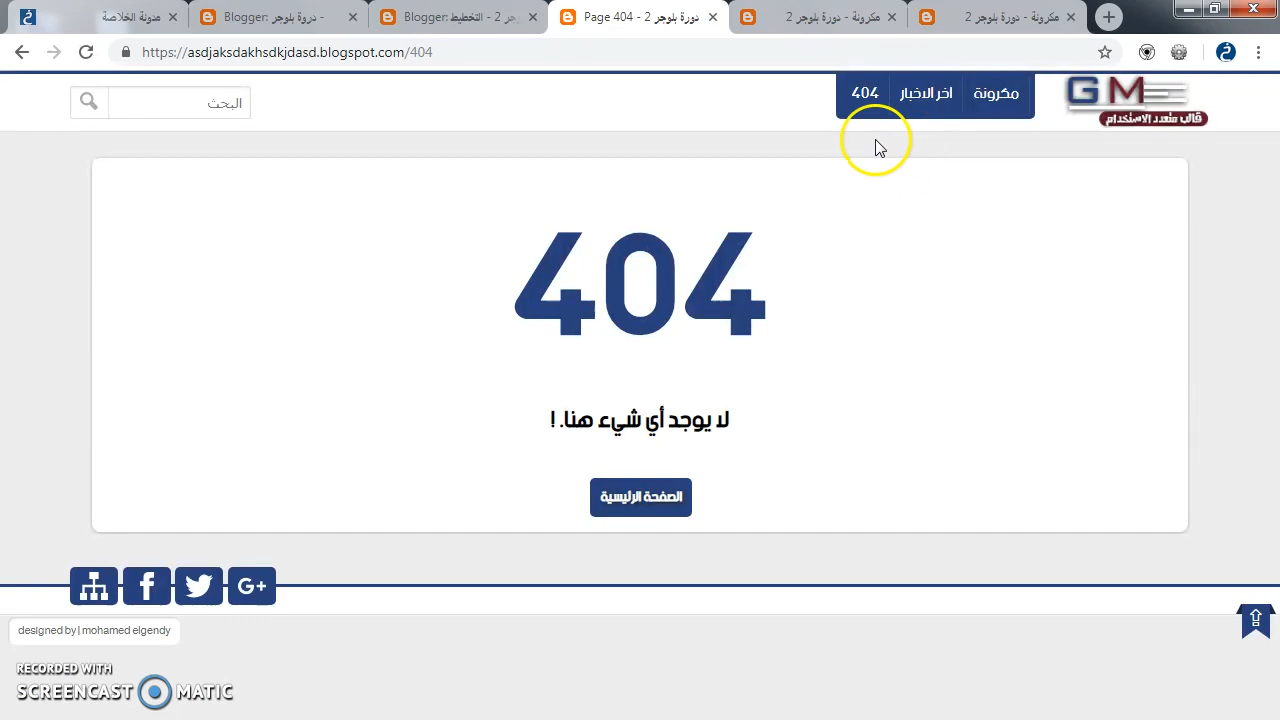 مدونة الخلاصة
Blogger: دروة بلوجر -
Blogger: وجر 2 - التخطيط
Page 404 - 2 دورة بلوجر
مكرونة - دورة بلوجر 2
مكرونة - دورة بلوجر 2
https://asdjaksdakhsdkjdasd.blogspot.com/404
البحث
مكرونة
اخر الاخبار
404
GM
قالب متعدد الاستخدام
404
لا يوجد أي شيء هنا. !
الصفحة الرئيسية
G+
designed by | mohamed elgendy
RECORDED WITH
SCREENCAST MATIC